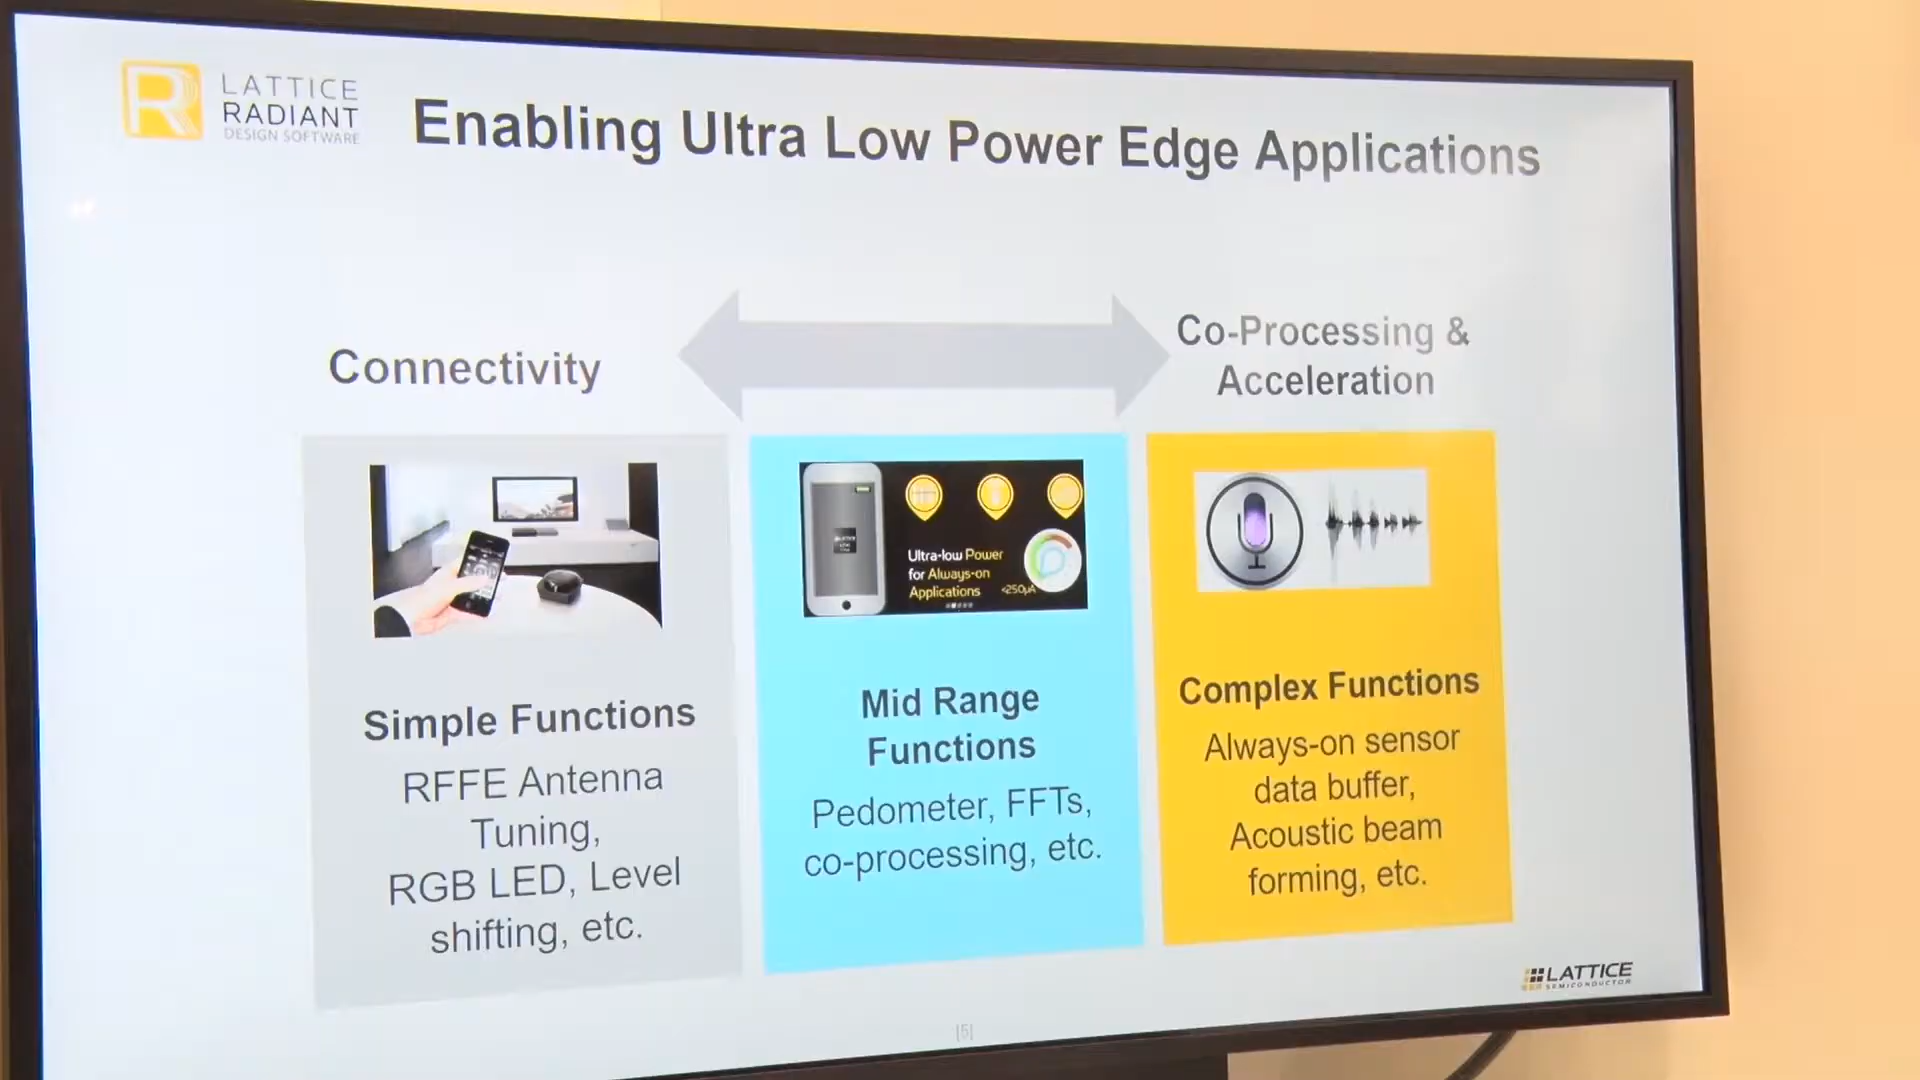 LATTICE
RADIANT
DESIGN SOFTWARE
Enabling Ultra Low Power Edge Applications
Connectivity
Co-Processing &
Acceleration
Ultra-low Power
for Always-on
Applications
<250µA
Simple Functions
RFFE Antenna
Tuning,
RGB LED, Level
shifting, etc.
Mid Range
Functions
Pedometer, FFTs,
co-processing, etc.
Complex Functions
Always-on sensor
data buffer,
Acoustic beam
forming, etc.
LATTICE
SEMICONDUCTOR
[5]